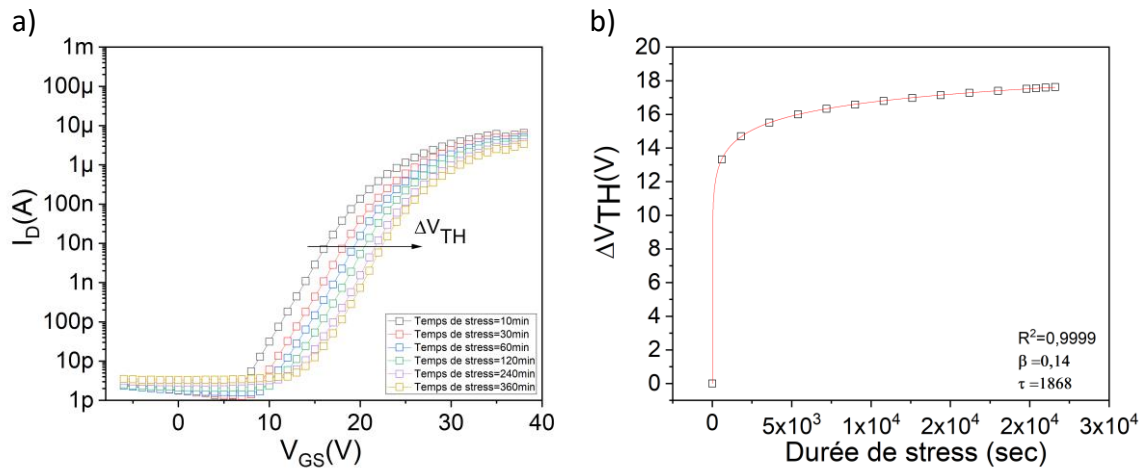 a)
1m
100µ
10µ
1µ
100n
10n
1n
100p
10p
1p
I_D(A)
ΔV_TH
Temps de stress=10min
Temps de stress=30min
Temps de stress=60min
Temps de stress=120min
Temps de stress=240min
Temps de stress=360min
0 10 20 30 40
V_GS(V)
b)
20
18
16
14
12
10
8
6
4
2
0
ΔV_TH(V)
R²=0,9999
β =0,14
τ =1868
0 5x10³ 1x10⁴ 2x10⁴ 2x10⁴ 3x10⁴
Durée de stress (sec)